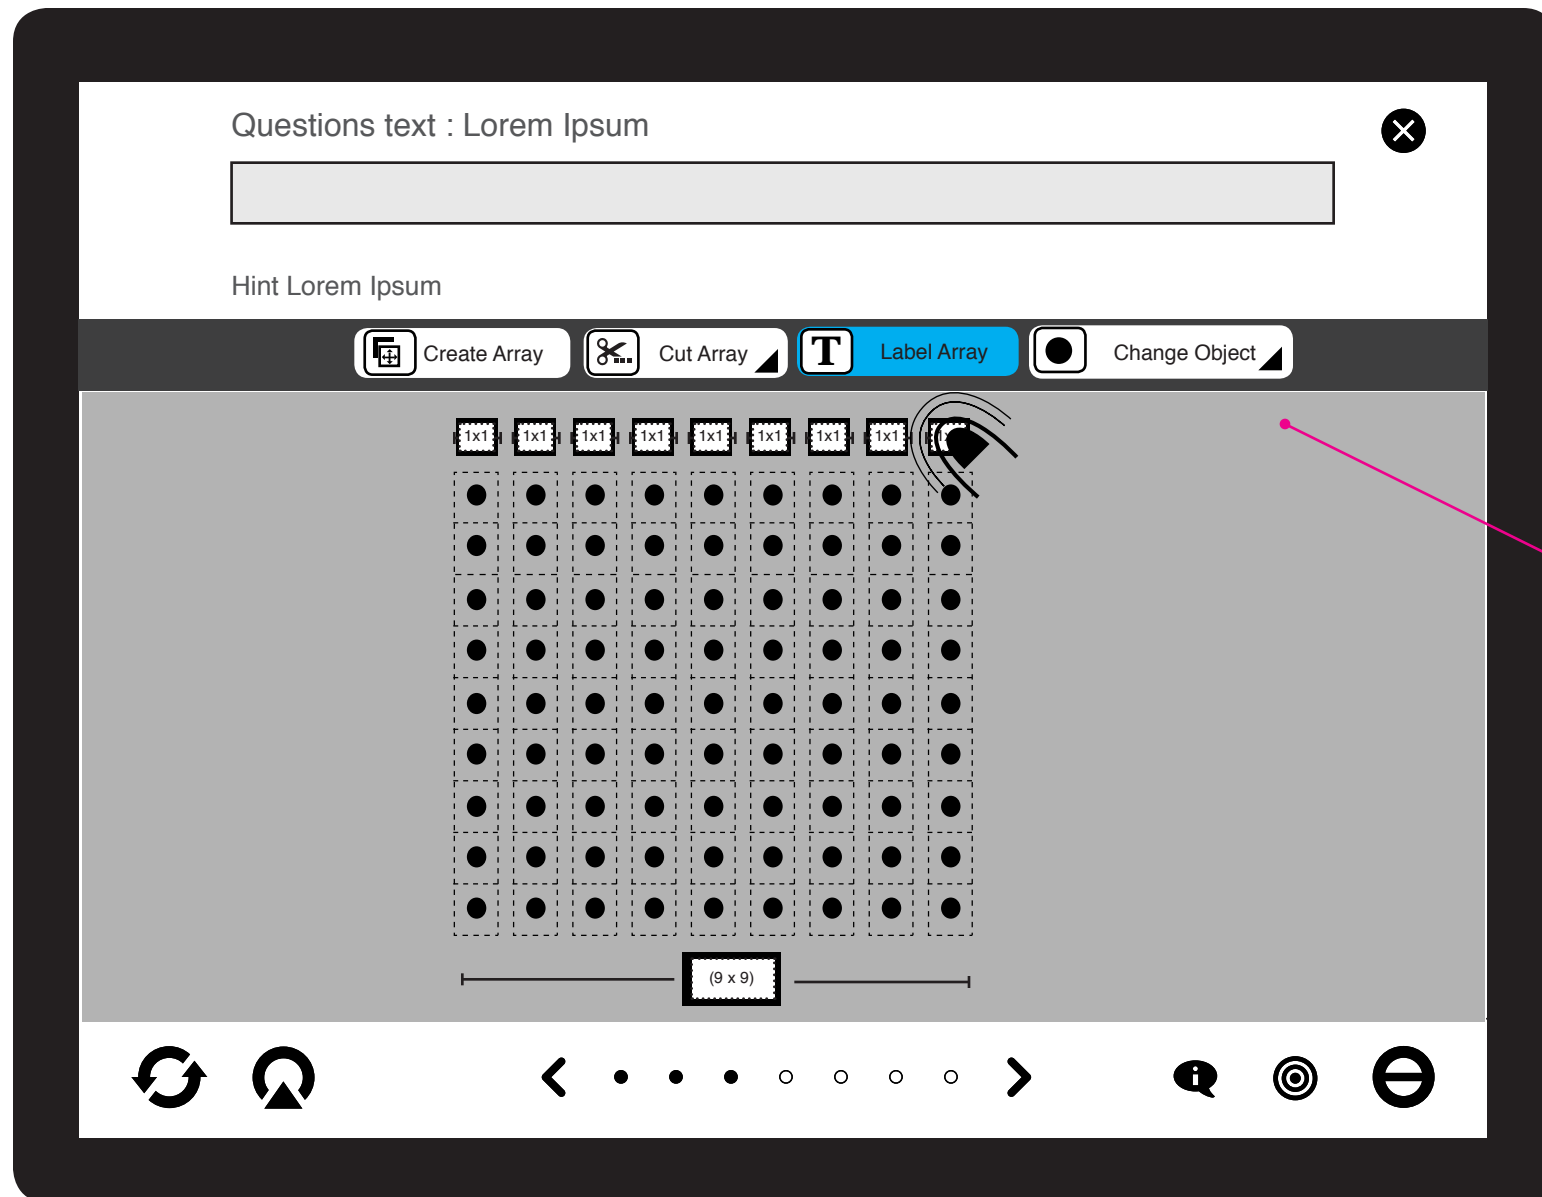 Questions text : Lorem Ipsum
Hint Lorem Ipsum
Create Array Cut Array T Label Array Change Object
1x1 1x1 1x1 1x1 1x1 1x1 1x1 1x1
(9 x 9)
i